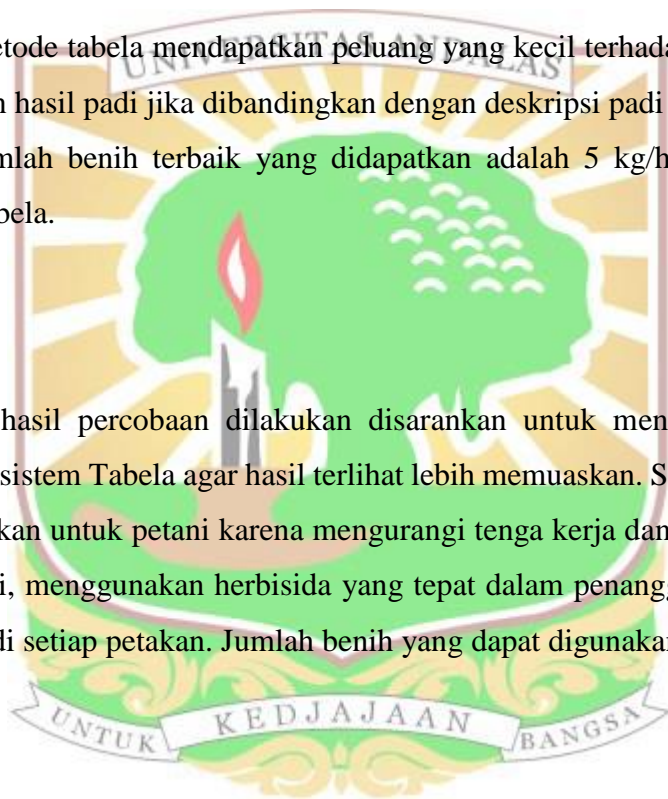 UNIVERSITAS ANDALAS
etode tabela mendapatkan peluang yang kecil terhada
n hasil padi jika dibandingkan dengan deskripsi padi
mlah benih terbaik yang didapatkan adalah 5 kg/h
bela.
hasil percobaan dilakukan disarankan untuk men
sistem Tabela agar hasil terlihat lebih memuaskan. S
kan untuk petani karena mengurangi tenga kerja dan
i, menggunakan herbisida yang tepat dalam penangg
di setiap petakan. Jumlah benih yang dapat digunakan
UNTUK KEDJAJAAN BANGSA